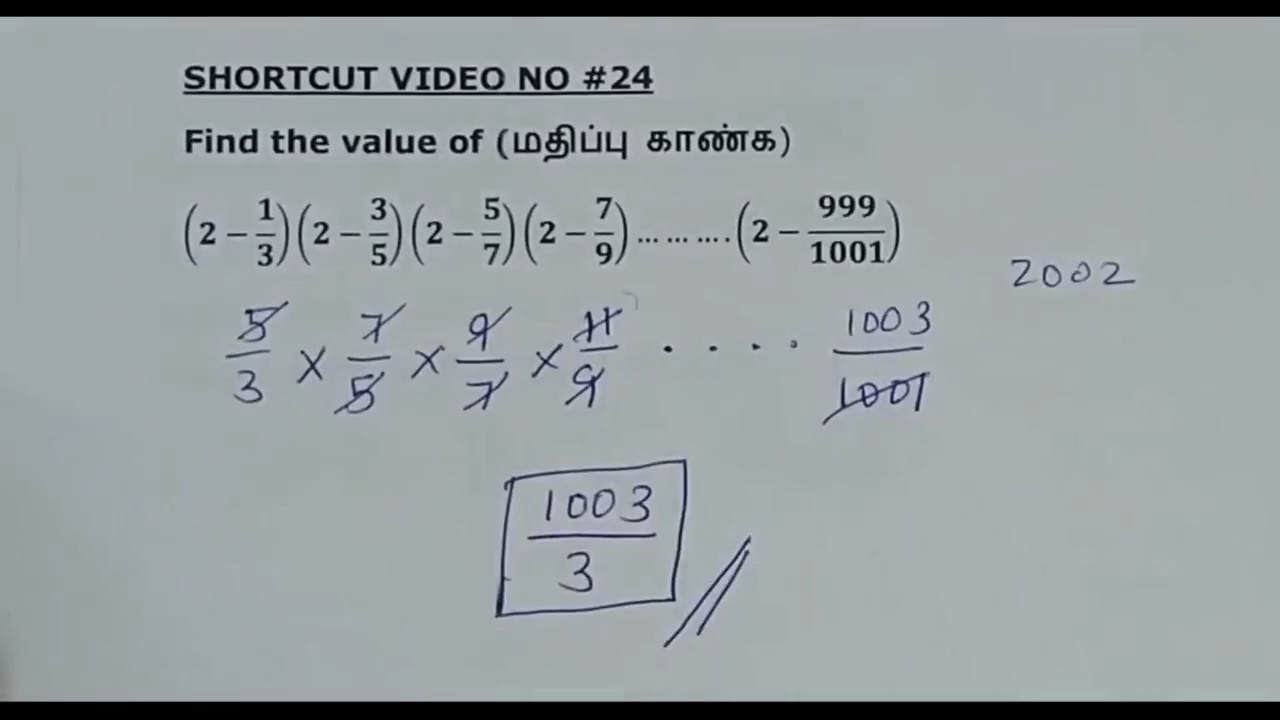 SHORTCUT VIDEO NO #24
Find the value of (மதிப்பு காண்க)
(2 − 1/3)(2 − 3/5)(2 − 5/7)(2 − 7/9)……….(2 − 999/1001)
2002
5/3 × 7/5 × 9/7 × 11/9 . . . . 1003/1001
1003/3